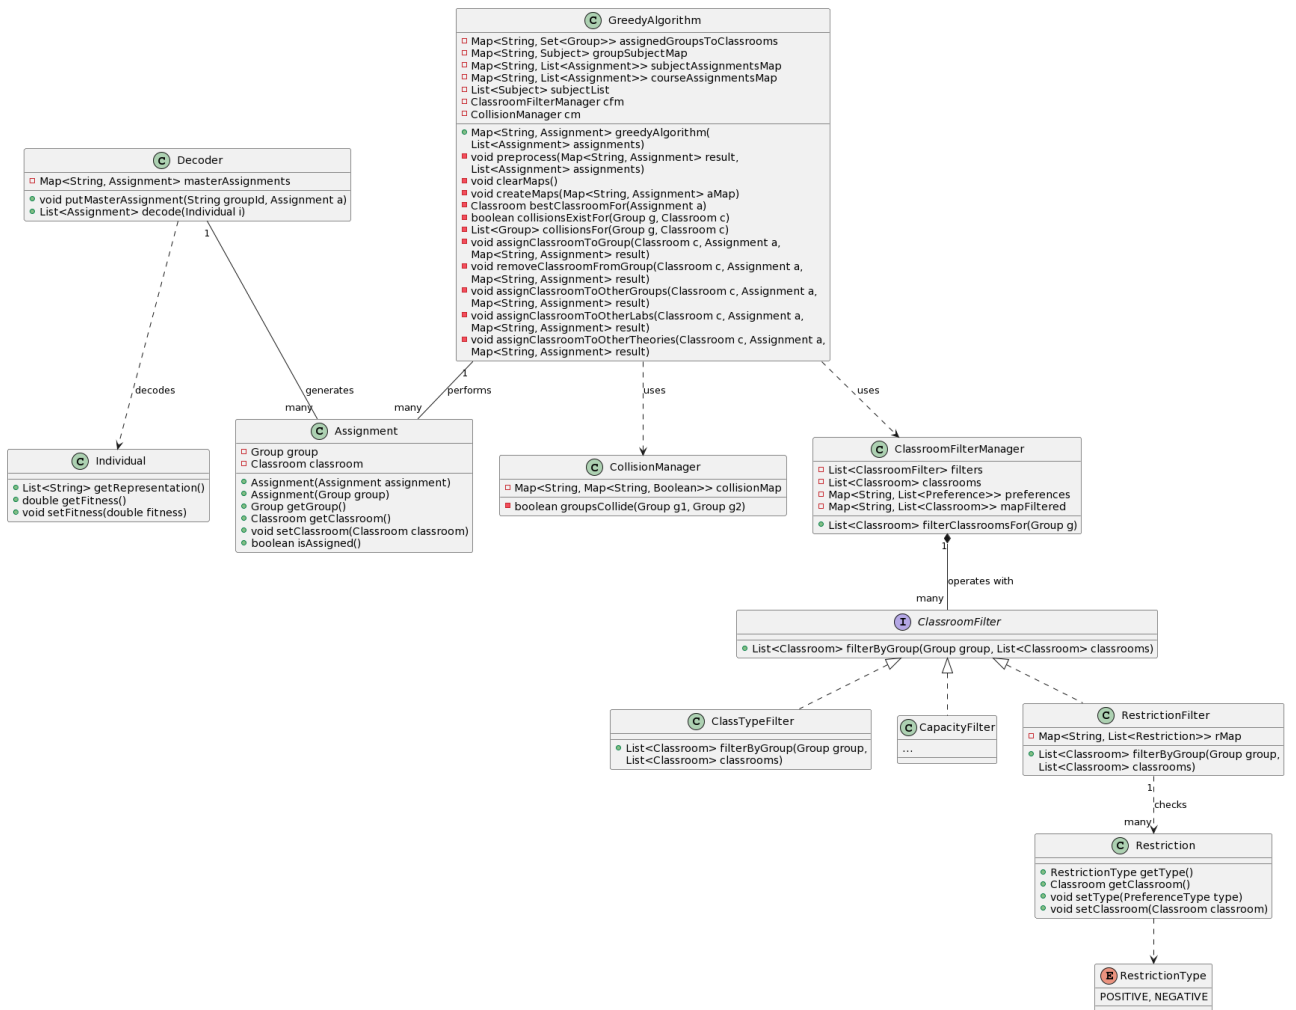 C GreedyAlgorithm
Map<String, Set<Group>> assignedGroupsToClassrooms
Map<String, Subject> groupSubjectMap
Map<String, List<Assignment>> subjectAssignmentsMap
Map<String, List<Assignment>> courseAssignmentsMap
List<Subject> subjectList
ClassroomFilterManager cfm
CollisionManager cm
Map<String, Assignment> greedyAlgorithm(
List<Assignment> assignments)
void preprocess(Map<String, Assignment> result,
List<Assignment> assignments)
void clearMaps()
void createMaps(Map<String, Assignment> aMap)
Classroom bestClassroomFor(Assignment a)
boolean collisionsExistFor(Group g, Classroom c)
List<Group> collisionsFor(Group g, Classroom c)
void assignClassroomToGroup(Classroom c, Assignment a,
Map<String, Assignment> result)
void removeClassroomFromGroup(Classroom c, Assignment a,
Map<String, Assignment> result)
void assignClassroomToOtherGroups(Classroom c, Assignment a,
Map<String, Assignment> result)
void assignClassroomToOtherLabs(Classroom c, Assignment a,
Map<String, Assignment> result)
void assignClassroomToOtherTheories(Classroom c, Assignment a,
Map<String, Assignment> result)
C Decoder
Map<String, Assignment> masterAssignments
void putMasterAssignment(String groupId, Assignment a)
List<Assignment> decode(Individual i)
1
1
decodes
generates
performs
uses
uses
many
many
C Individual
List<String> getRepresentation()
double getFitness()
void setFitness(double fitness)
C Assignment
Group group
Classroom classroom
Assignment(Assignment assignment)
Assignment(Group group)
Group getGroup()
Classroom getClassroom()
void setClassroom(Classroom classroom)
boolean isAssigned()
C CollisionManager
Map<String, Map<String, Boolean>> collisionMap
boolean groupsCollide(Group g1, Group g2)
C ClassroomFilterManager
List<ClassroomFilter> filters
List<Classroom> classrooms
Map<String, List<Preference>> preferences
Map<String, List<Classroom>> mapFiltered
List<Classroom> filterClassroomsFor(Group g)
1
operates with
many
I ClassroomFilter
List<Classroom> filterByGroup(Group group, List<Classroom> classrooms)
C ClassTypeFilter
List<Classroom> filterByGroup(Group group,
List<Classroom> classrooms)
C CapacityFilter
...
C RestrictionFilter
Map<String, List<Restriction>> rMap
List<Classroom> filterByGroup(Group group,
List<Classroom> classrooms)
1
checks
many
C Restriction
RestrictionType getType()
Classroom getClassroom()
void setType(PreferenceType type)
void setClassroom(Classroom classroom)
E RestrictionType
POSITIVE, NEGATIVE